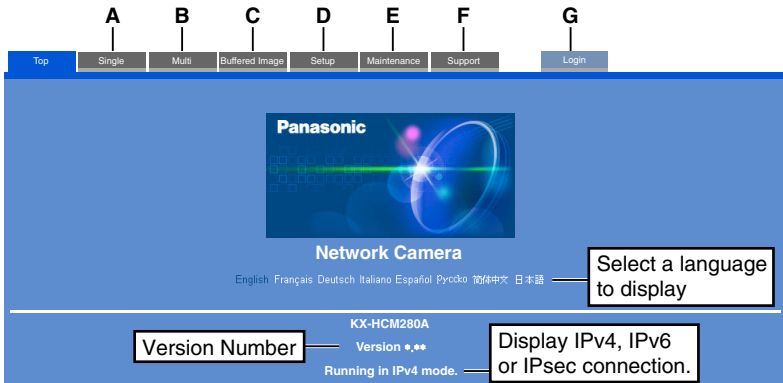 A B C D E F G
Top Single Multi Buffered Image Setup Maintenance Support Login
Panasonic
Network Camera
English Français Deutsch Italiano Español Русско 简体中文 日本語
Select a language
to display
KX-HCM280A
Version Number
Version *.**
Display IPv4, IPv6
or IPsec connection.
Running in IPv4 mode.